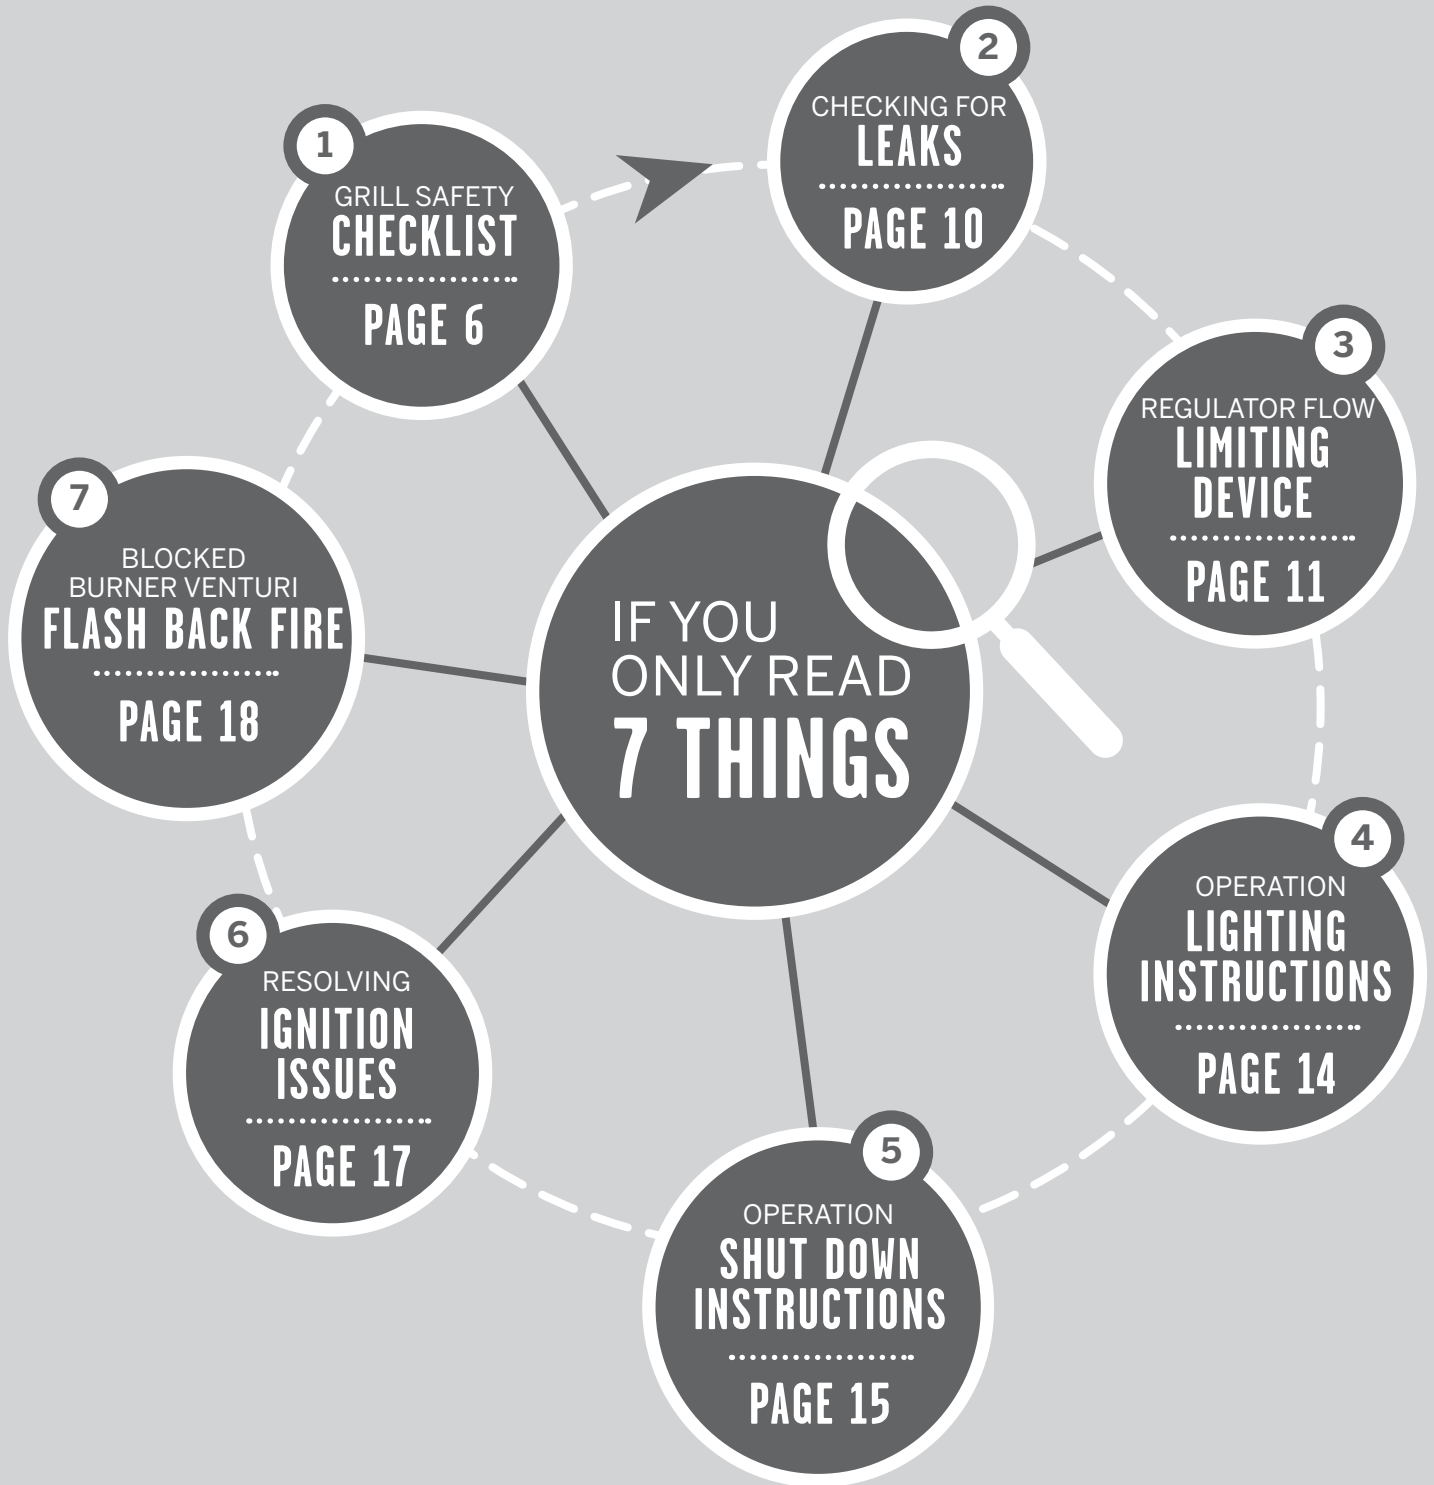 1
GRILL SAFETY
CHECKLIST
PAGE 6
2
CHECKING FOR
LEAKS
PAGE 10
3
REGULATOR FLOW
LIMITING
DEVICE
PAGE 11
4
OPERATION
LIGHTING
INSTRUCTIONS
PAGE 14
5
OPERATION
SHUT DOWN
INSTRUCTIONS
PAGE 15
6
RESOLVING
IGNITION
ISSUES
PAGE 17
7
BLOCKED
BURNER VENTURI
FLASH BACK FIRE
PAGE 18
IF YOU
ONLY READ
7 THINGS